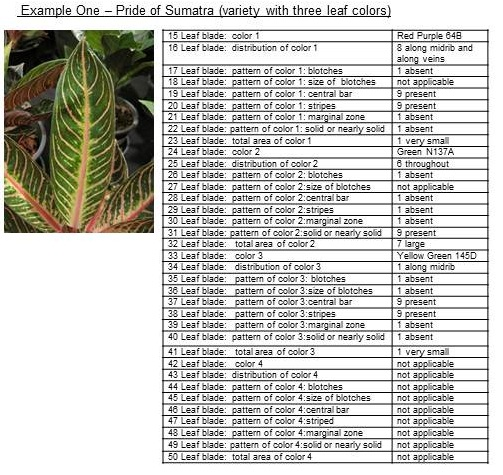 Example One – Pride of Sumatra (variety with three leaf colors)
15 Leaf blade: color 1 Red Purple 64B
16 Leaf blade: distribution of color 1 8 along midrib and
along veins
17 Leaf blade: pattern of color 1: blotches 1 absent
18 Leaf blade: pattern of color 1: size of blotches not applicable
19 Leaf blade: pattern of color 1: central bar 9 present
20 Leaf blade: pattern of color 1: stripes 9 present
21 Leaf blade: pattern of color 1: marginal zone 1 absent
22 Leaf blade: pattern of color 1: solid or nearly solid 1 absent
23 Leaf blade: total area of color 1 1 very small
24 Leaf blade: color 2 Green N137A
25 Leaf blade: distribution of color 2 6 throughout
26 Leaf blade: pattern of color 2: blotches 1 absent
27 Leaf blade: pattern of color 2:size of blotches not applicable
28 Leaf blade: pattern of color 2:central bar 1 absent
29 Leaf blade: pattern of color 2:stripes 1 absent
30 Leaf blade: pattern of color 2:marginal zone 1 absent
31 Leaf blade: pattern of color 2:solid or nearly solid 9 present
32 Leaf blade: total area of color 2 7 large
33 Leaf blade: color 3 Yellow Green 145D
34 Leaf blade: distribution of color 3 1 along midrib
35 Leaf blade: pattern of color 3: blotches 1 absent
36 Leaf blade: pattern of color 3:size of blotches 1 absent
37 Leaf blade: pattern of color 3:central bar 9 present
38 Leaf blade: pattern of color 3:stripes 9 present
39 Leaf blade: pattern of color 3:marginal zone 1 absent
40 Leaf blade: pattern of color 3:solid or nearly solid 1 absent
41 Leaf blade: total area of color 3 1 very small
42 Leaf blade: color 4 not applicable
43 Leaf blade: distribution of color 4 not applicable
44 Leaf blade: pattern of color 4: blotches not applicable
45 Leaf blade: pattern of color 4:size of blotches not applicable
46 Leaf blade: pattern of color 4:central bar not applicable
47 Leaf blade: pattern of color 4:striped not applicable
48 Leaf blade: pattern of color 4:marginal zone not applicable
49 Leaf blade: pattern of color 4:solid or nearly solid not applicable
50 Leaf blade: total area of color 4 not applicable